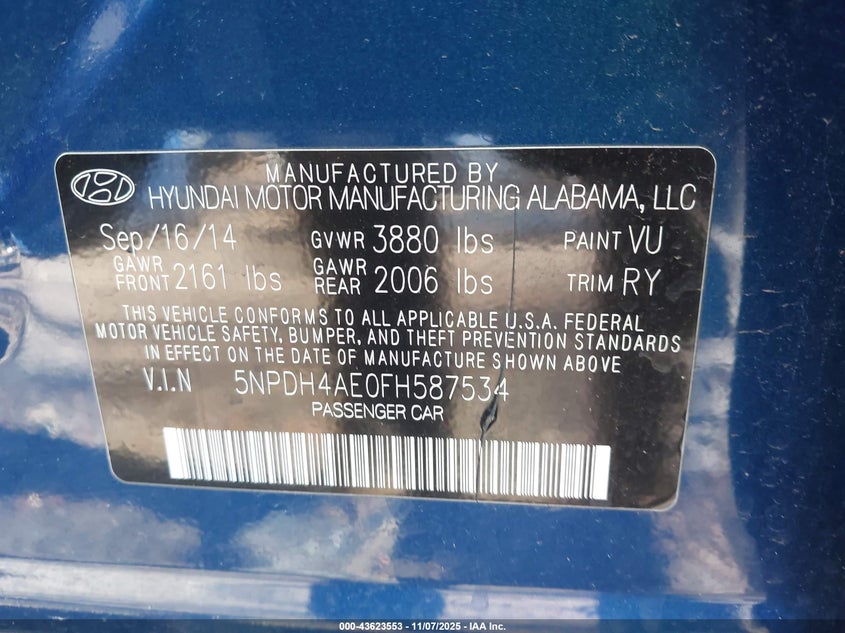 MANUFACTURED BY
HYUNDAI MOTOR MANUFACTURING ALABAMA, LLC
Sep/16/14 GVWR 3880 lbs PAINT VU
GAWR FRONT 2161 lbs GAWR REAR 2006 lbs TRIM RY
THIS VEHICLE CONFORMS TO ALL APPLICABLE U.S.A. FEDERAL
MOTOR VEHICLE SAFETY, BUMPER, AND THEFT PREVENTION STANDARDS
IN EFFECT ON THE DATE OF MANUFACTURE SHOWN ABOVE
V.I.N 5NPDH4AE0FH587534
PASSENGER CAR
000-43623553 — 11/07/2025 - IAA Inc.